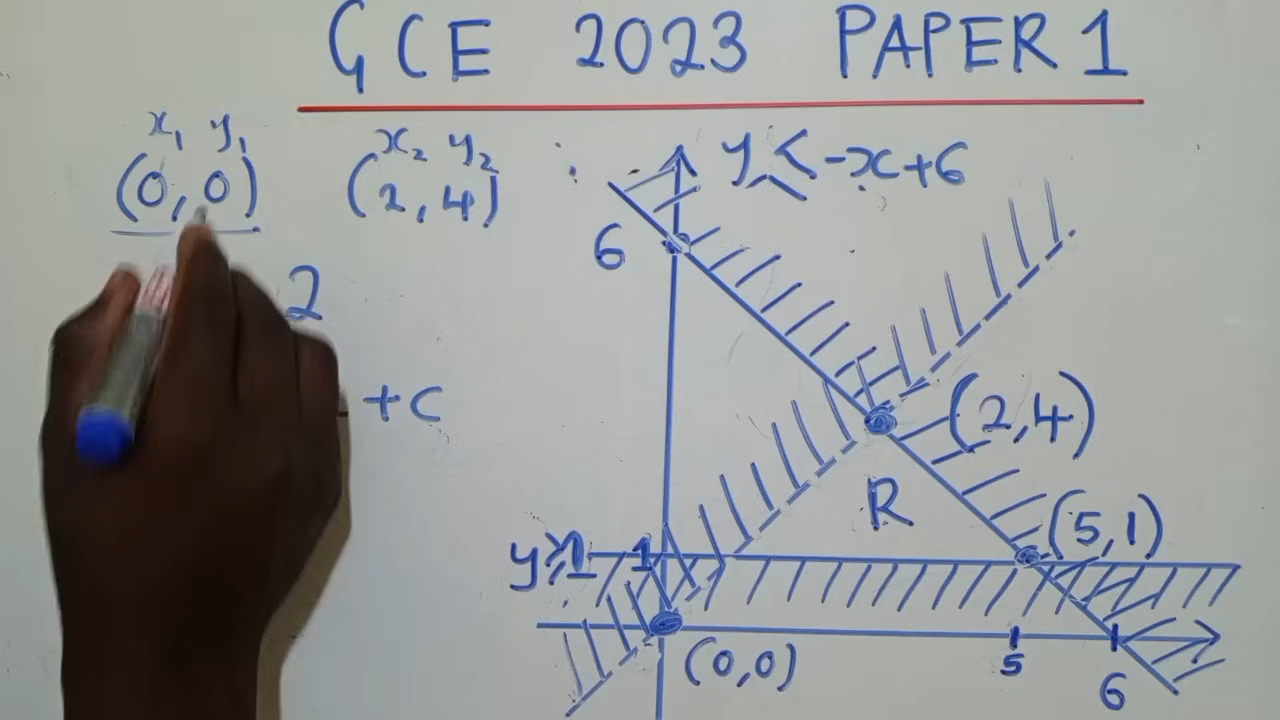 GCE 2023 PAPER 1
x₁ y₁
(0,0)
x₂ y₂
(2,4)
2
+c
y ≤ -x+6
6
(2,4)
R
(5,1)
y⩾1
1
(0,0)
5
6